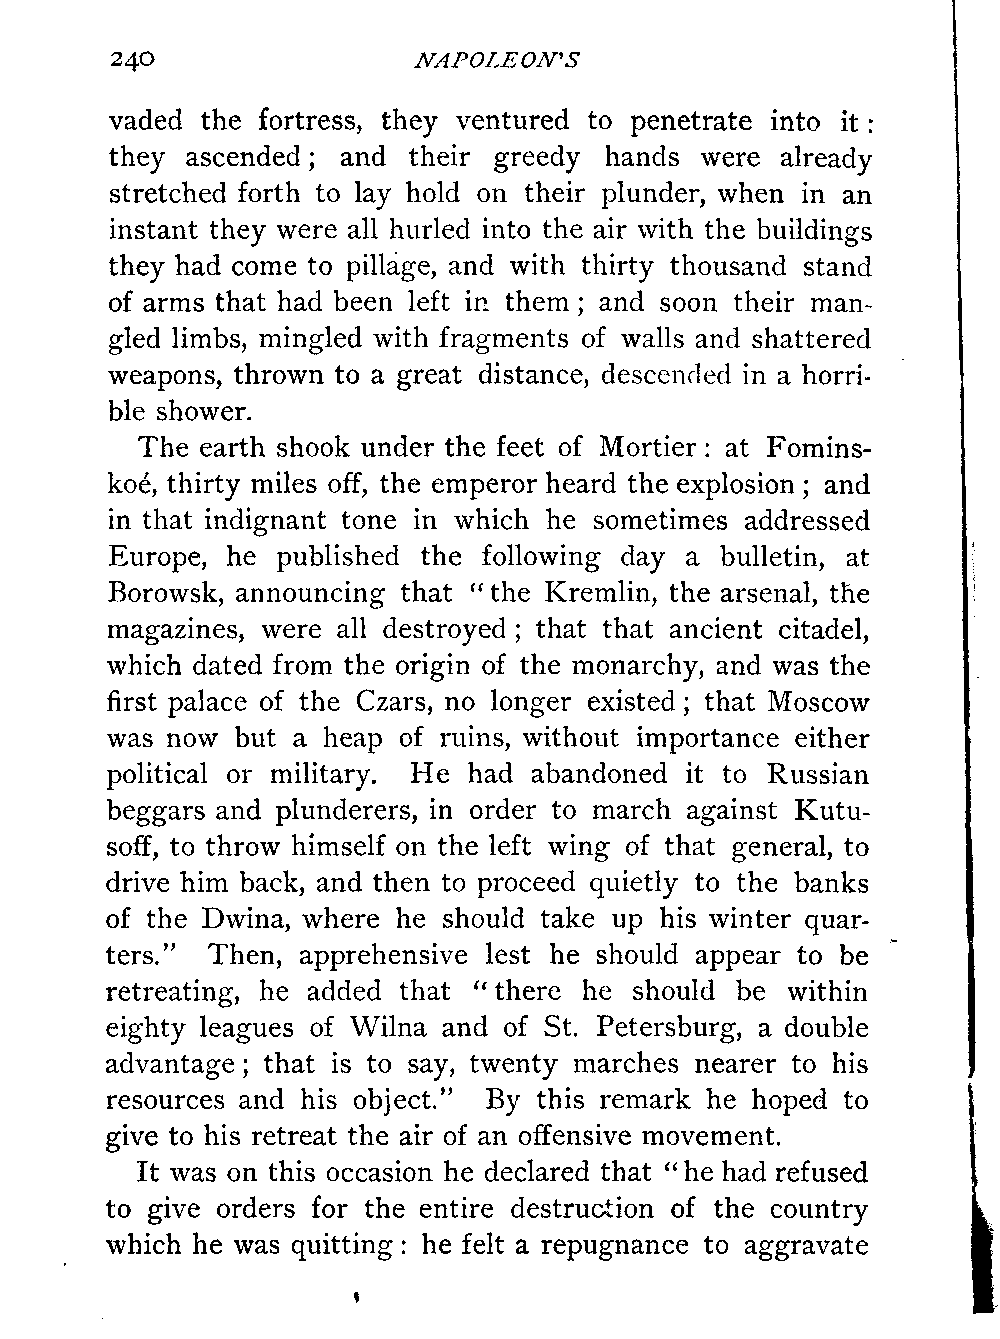 240 NAPOLEON'S
vaded the fortress, they ventured to penetrate into it :
they ascended ; and their greedy hands were already
stretched forth to lay hold on their plunder, when in an
instant they were all hurled into the air with the buildings
they had come to pillage, and with thirty thousand stand
of arms that had been left in them ; and soon their man-
gled limbs, mingled with fragments of walls and shattered
weapons, thrown to a great distance, descended in a horri-
ble shower.
The earth shook under the feet of Mortier : at Fomins-
koé, thirty miles off, the emperor heard the explosion ; and
in that indignant tone in which he sometimes addressed
Europe, he published the following day a bulletin, at
Borowsk, announcing that “ the Kremlin, the arsenal, the
magazines, were all destroyed ; that that ancient citadel,
which dated from the origin of the monarchy, and was the
first palace of the Czars, no longer existed ; that Moscow
was now but a heap of ruins, without importance either
political or military. He had abandoned it to Russian
beggars and plunderers, in order to march against Kutu-
soff, to throw himself on the left wing of that general, to
drive him back, and then to proceed quietly to the banks
of the Dwina, where he should take up his winter quar-
ters.” Then, apprehensive lest he should appear to be
retreating, he added that “ there he should be within
eighty leagues of Wilna and of St. Petersburg, a double
advantage ; that is to say, twenty marches nearer to his
resources and his object.” By this remark he hoped to
give to his retreat the air of an offensive movement.
It was on this occasion he declared that “ he had refused
to give orders for the entire destruction of the country
which he was quitting : he felt a repugnance to aggravate